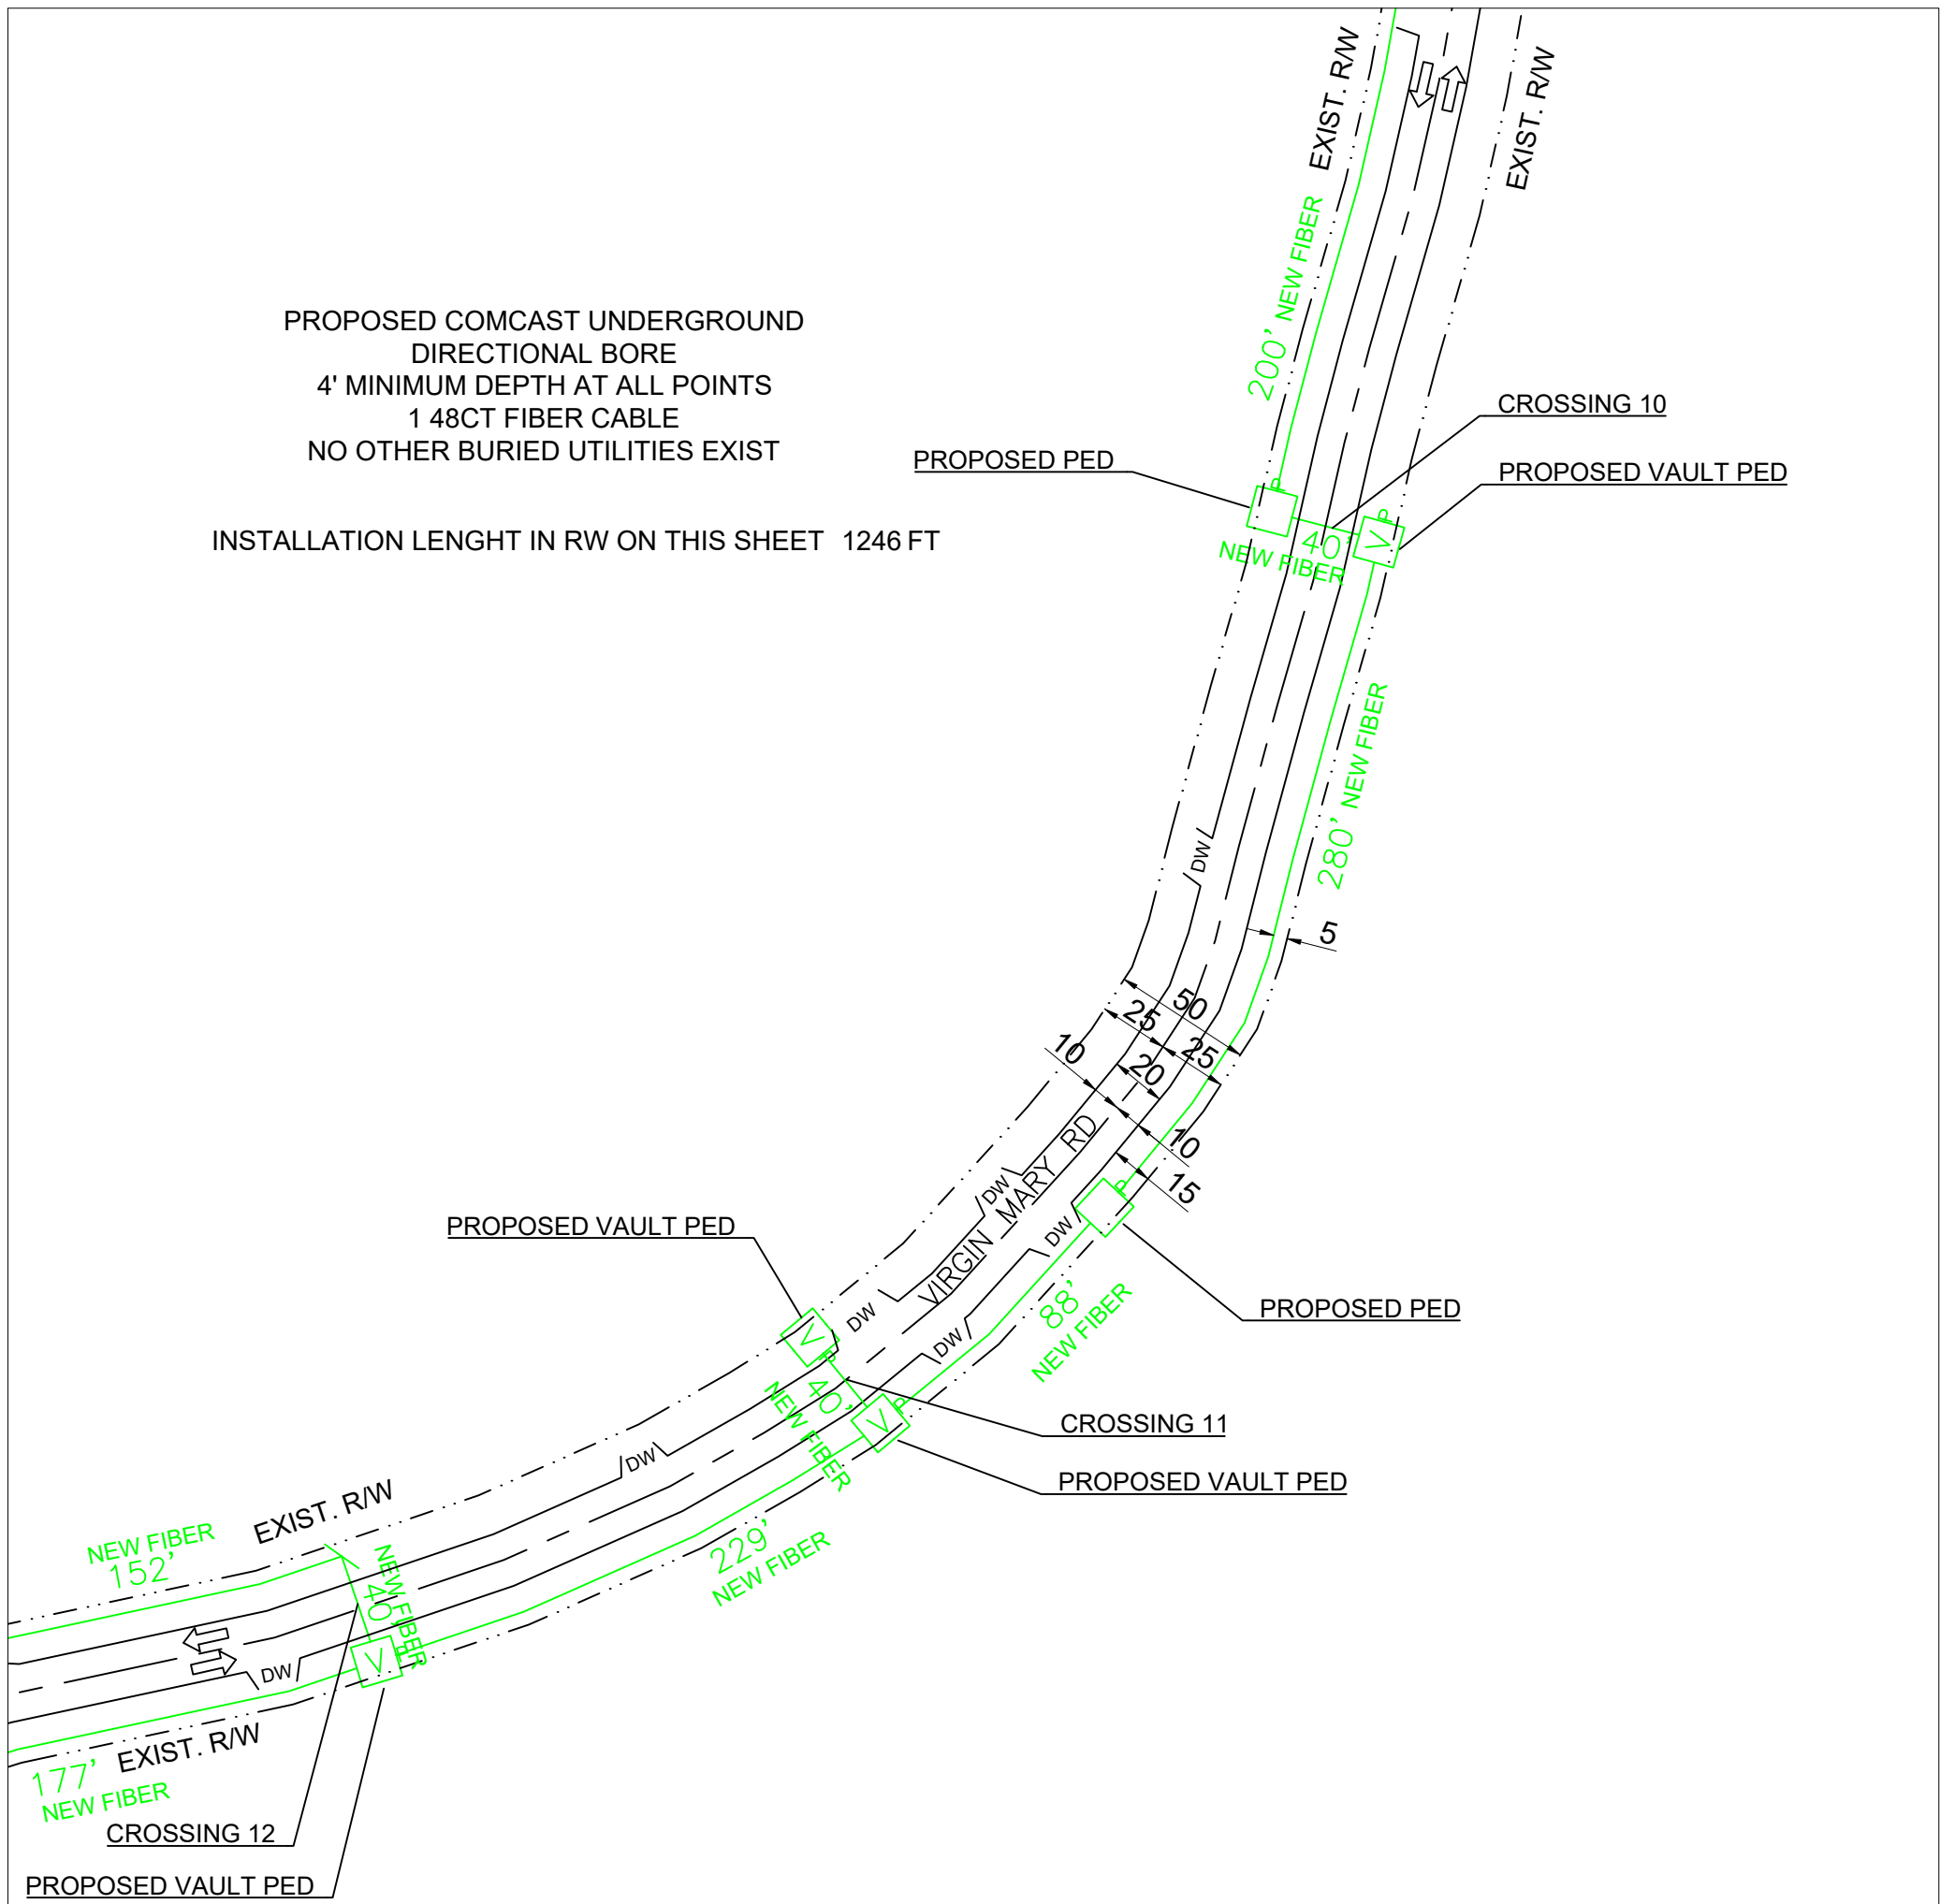 EXIST. R/W
EXIST. R/W
200' NEW FIBER
PROPOSED COMCAST UNDERGROUND
DIRECTIONAL BORE
4' MINIMUM DEPTH AT ALL POINTS
1 48CT FIBER CABLE
NO OTHER BURIED UTILITIES EXIST
INSTALLATION LENGHT IN RW ON THIS SHEET 1246 FT
CROSSING 10
PROPOSED PED
PROPOSED VAULT PED
P
P
V
40'
NEW FIBER
280' NEW FIBER
DW
5
50
25
25
10
20
10
15
VIRGIN MARY RD
DW
DW
P
PROPOSED VAULT PED
PROPOSED PED
88'
NEW FIBER
DW
DW
V
P
40'
NEW FIBER
V
P
CROSSING 11
PROPOSED VAULT PED
DW
229'
NEW FIBER
EXIST. R/W
NEW FIBER
152'
NEW FIBER
40'
V
P
DW
EXIST. R/W
177'
NEW FIBER
CROSSING 12
PROPOSED VAULT PED